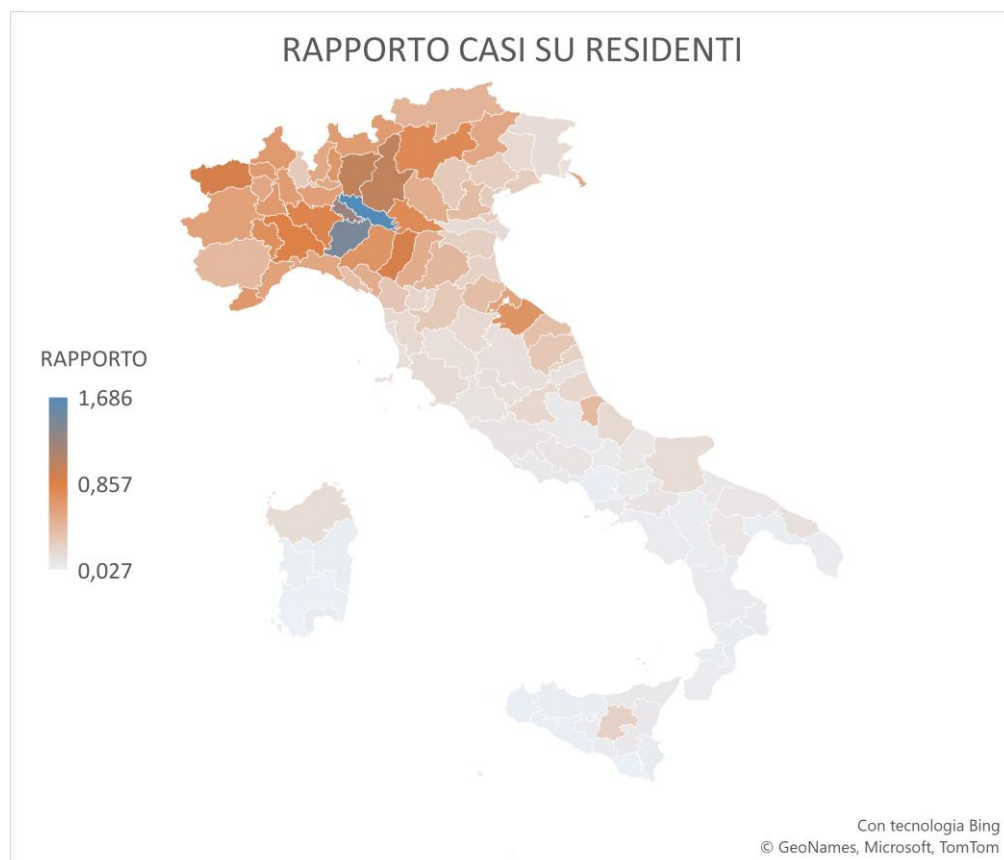 RAPPORTO CASI SU RESIDENTI
RAPPORTO
1,686
0,857
0,027
Con tecnologia Bing
© GeoNames, Microsoft, TomTom